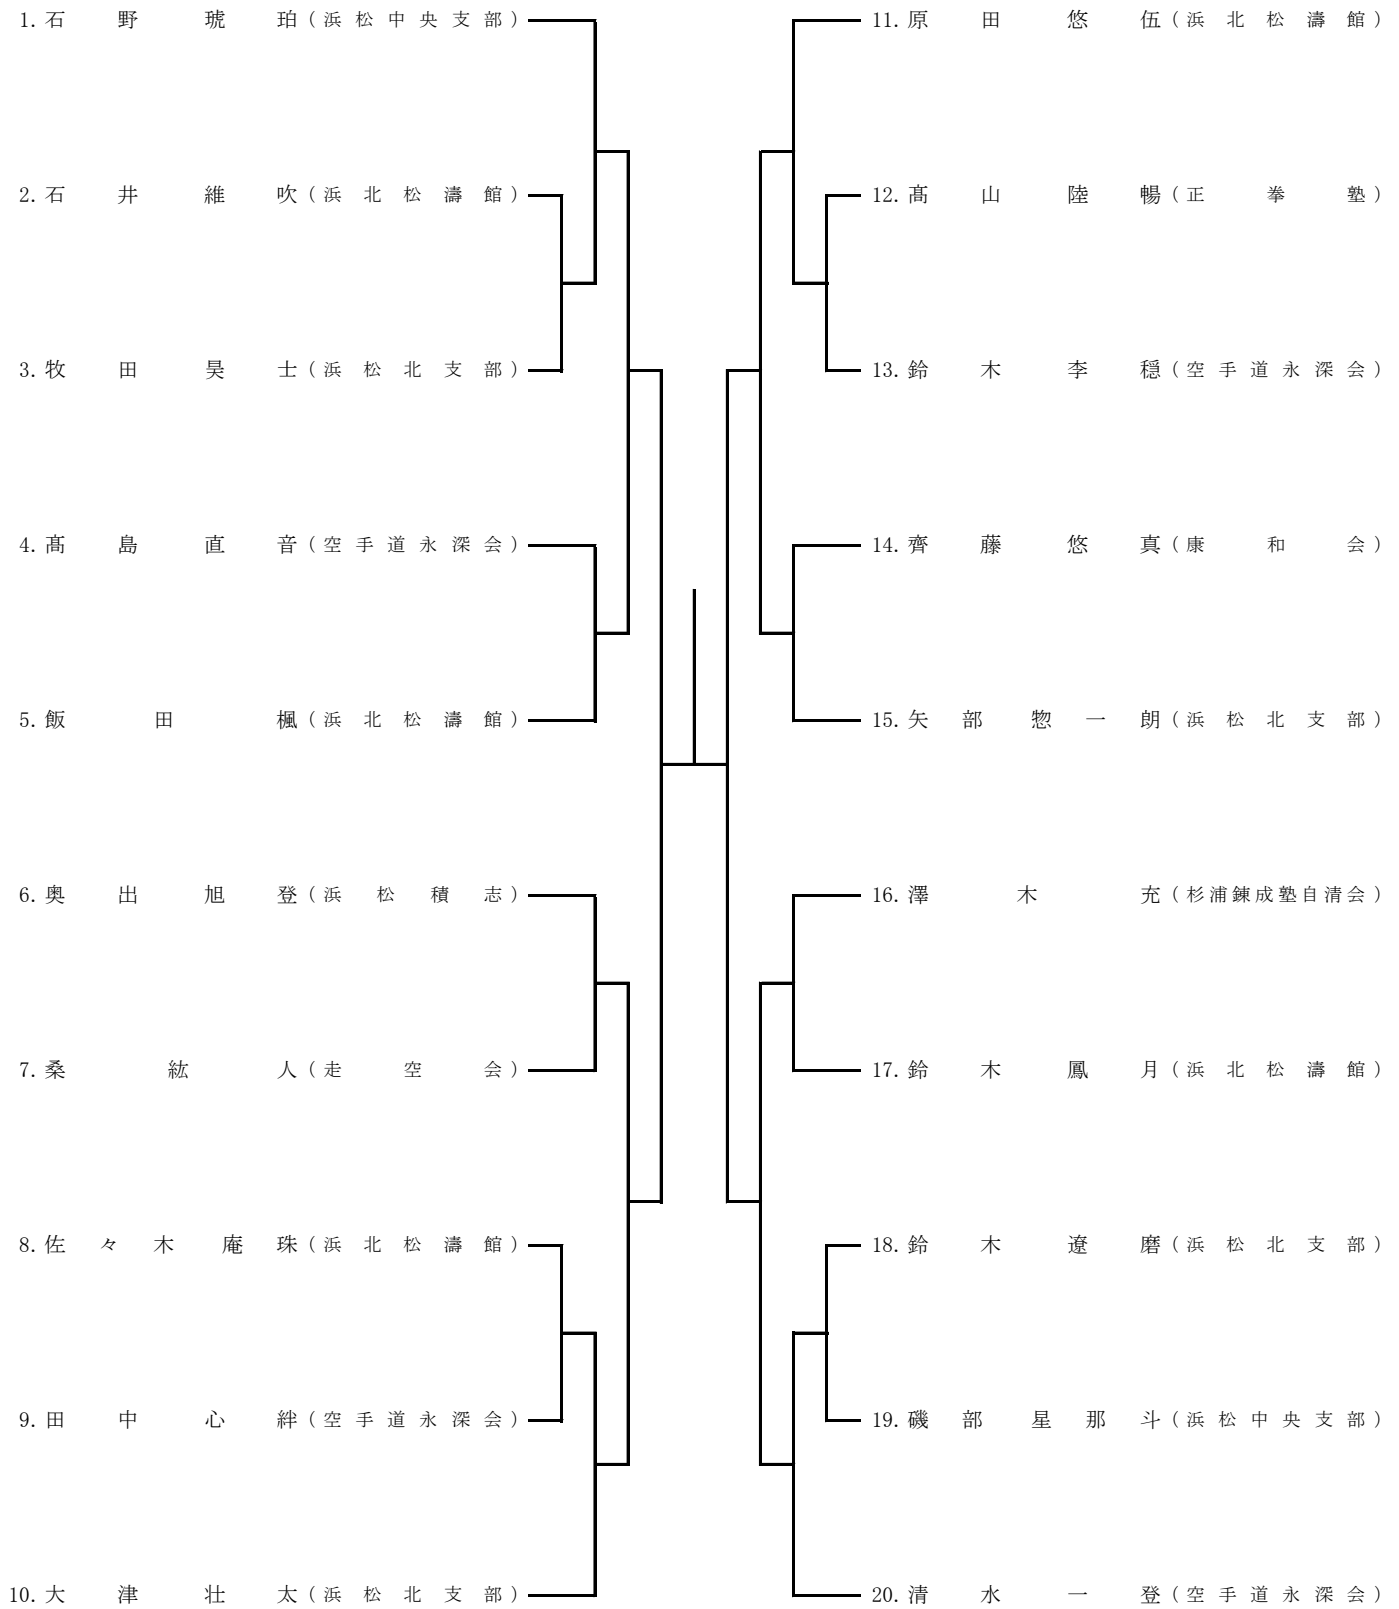 1. 石野琥珀(浜松中央支部)
2. 石井維吹(浜北松濤館)
3. 牧田昊士(浜松北支部)
4. 髙島直音(空手道永深会)
5. 飯田楓(浜北松濤館)
6. 奥出旭登(浜松積志)
7. 桑紘人(走空会)
8. 佐々木庵珠(浜北松濤館)
9. 田中心絆(空手道永深会)
10. 大津壮太(浜松北支部)
11. 原田悠伍(浜北松濤館)
12. 髙山陸暢(正拳塾)
13. 鈴木李穏(空手道永深会)
14. 齊藤悠真(康和会)
15. 矢部惣一朗(浜松北支部)
16. 澤木充(杉浦錬成塾自清会)
17. 鈴木鳳月(浜北松濤館)
18. 鈴木遼磨(浜松北支部)
19. 磯部星那斗(浜松中央支部)
20. 清水一登(空手道永深会)